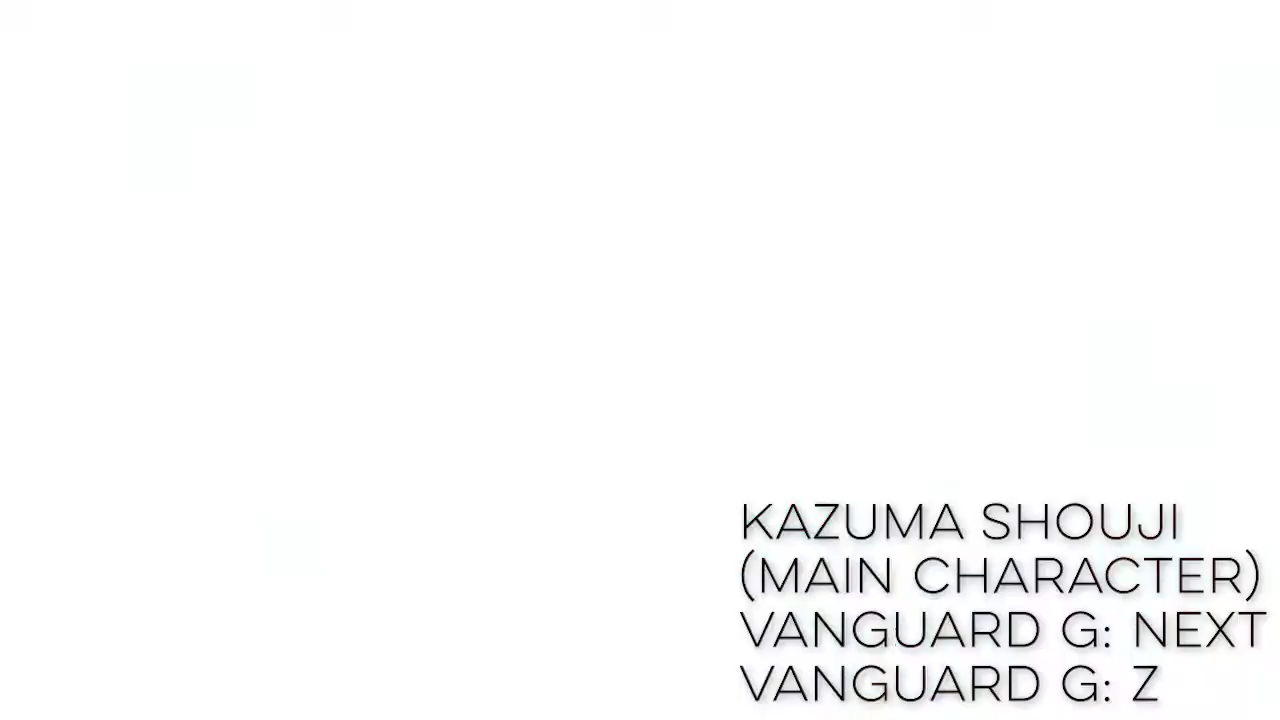 KAZUMA SHOUJI
(MAIN CHARACTER)
VANGUARD G: NEXT
VANGUARD G: Z